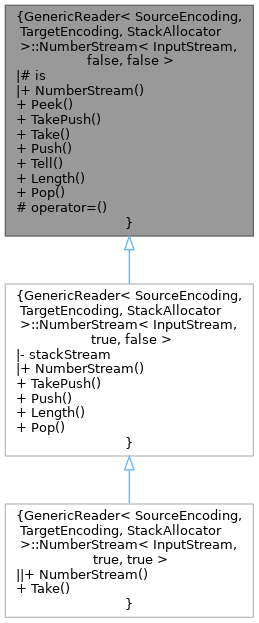 {GenericReader< SourceEncoding,
TargetEncoding, StackAllocator
>::NumberStream< InputStream,
false, false >
|# is
|+ NumberStream()
+ Peek()
+ TakePush()
+ Take()
+ Push()
+ Tell()
+ Length()
+ Pop()
# operator=()
}
{GenericReader< SourceEncoding,
TargetEncoding, StackAllocator
>::NumberStream< InputStream,
true, false >
|- stackStream
|+ NumberStream()
+ TakePush()
+ Push()
+ Length()
+ Pop()
}
{GenericReader< SourceEncoding,
TargetEncoding, StackAllocator
>::NumberStream< InputStream,
true, true >
||+ NumberStream()
+ Take()
}